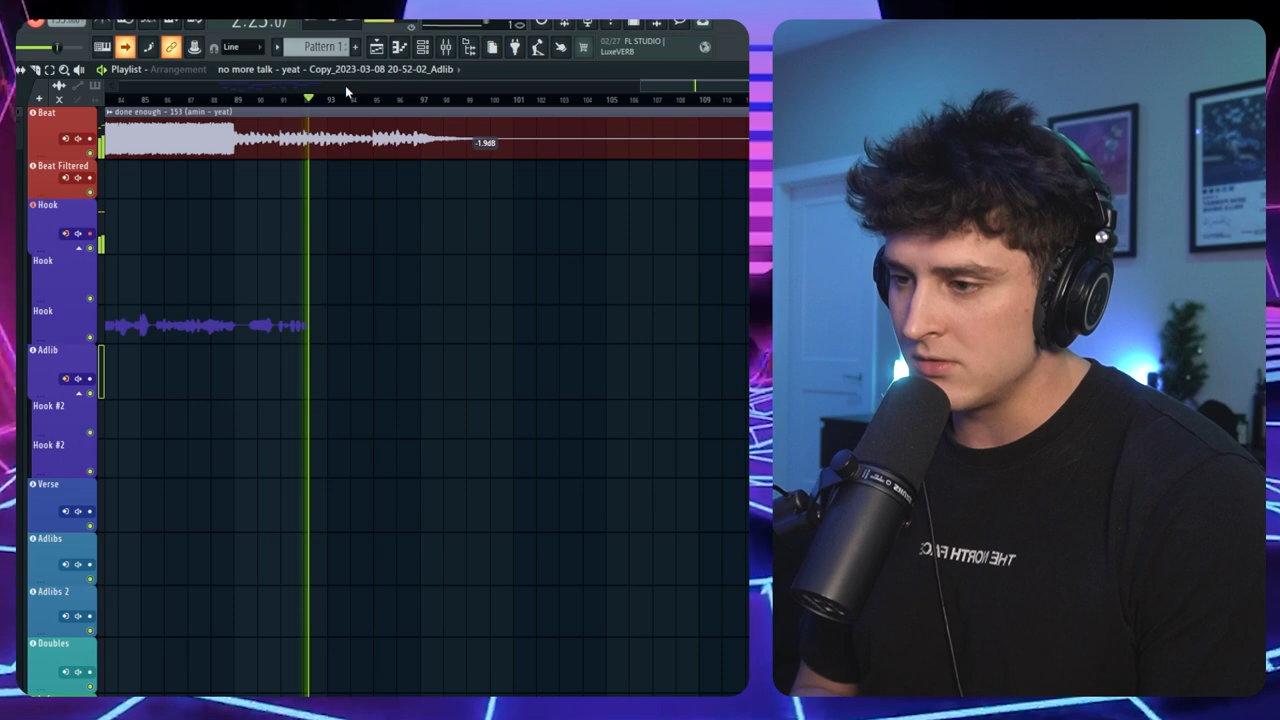 2:25:07
Line
Pattern 1
+
02/27 FL STUDIO |
LuxeVERB
Playlist - Arrangement no more talk - yeat - Copy_2023-03-08 20-52-02_Adlib
84 85 86 87 88 89 90 91 93 94 95 96 97 98 99 100 101 102 103 104 105 106 107 108 109 110
Beat
done enough - 153 (amin - yeat)
-1.9dB
Beat Filtered
Hook
Hook
Hook
Adlib
Hook #2
Hook #2
Verse
Adlibs
Adlibs 2
Doubles
THE NORTH FACE